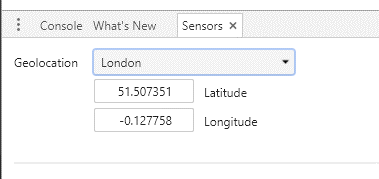 Console What's New Sensors ×
Geolocation London
51.507351 Latitude
-0.127758 Longitude